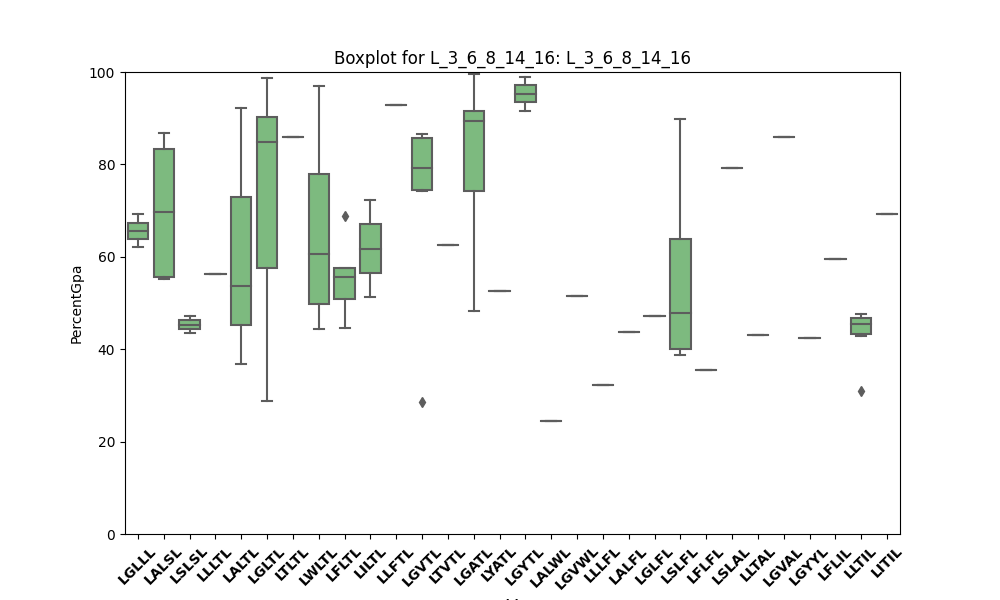 Boxplot for L_3_6_8_14_16: L_3_6_8_14_16
PercentGpa
100
80
60
40
20
0
LGLLL
LALSL
LSLSL
LLLTL
LALTL
LGLTL
LTLTL
LWLTL
LFLTL
LILTL
LLFTL
LGVTL
LTVTL
LGATL
LYATL
LGYTL
LALWL
LGVWL
LLLFL
LALFL
LGLFL
LSLFL
LFLFL
LSLAL
LLTAL
LGVAL
LGYYL
LFLIL
LLTIL
LITIL